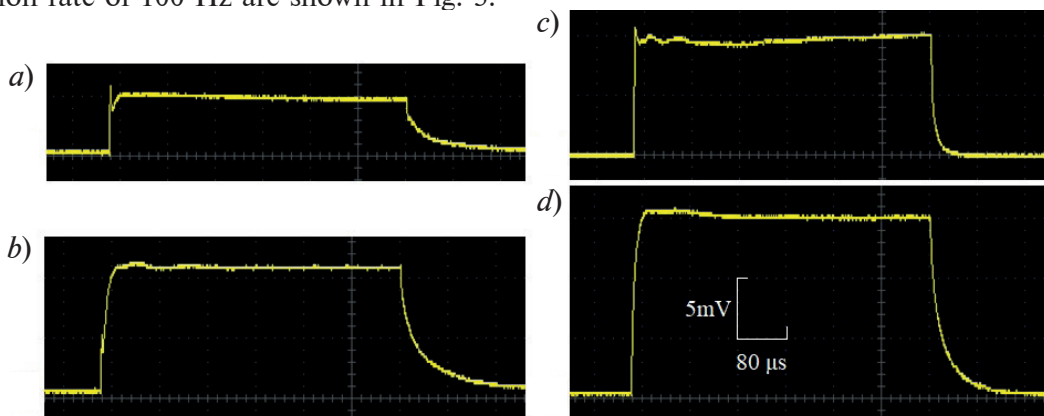 ion rate of 100 Hz are shown in Fig. 3.
a)
b)
c)
d)
5mV
80 μs